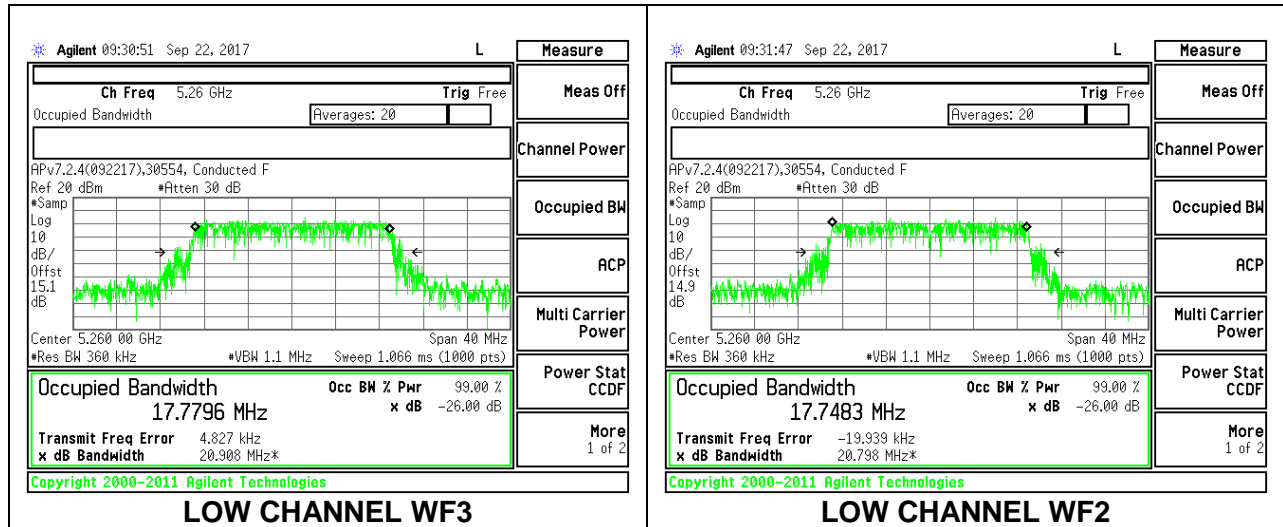 Agilent 09:30:51 Sep 22, 2017 L
Measure
Ch Freq 5.26 GHz Trig Free
Occupied Bandwidth Averages: 20
APv7.2.4(092217),30554, Conducted F
Ref 20 dBm #Atten 30 dB
#Samp
Log
10
dB/
Offst
15.1
dB
Center 5.260 00 GHz Span 40 MHz
#Res BW 360 kHz #VBW 1.1 MHz Sweep 1.066 ms (1000 pts)
Occupied Bandwidth Occ BW % Pwr 99.00 %
17.7796 MHz x dB -26.00 dB
Transmit Freq Error 4.827 kHz
x dB Bandwidth 20.908 MHz*
Copyright 2000-2011 Agilent Technologies
Meas Off
Channel Power
Occupied BW
ACP
Multi Carrier
Power
Power Stat
CCDF
More
1 of 2
LOW CHANNEL WF3
Agilent 09:31:47 Sep 22, 2017 L
Measure
Ch Freq 5.26 GHz Trig Free
Occupied Bandwidth Averages: 20
APv7.2.4(092217),30554, Conducted F
Ref 20 dBm #Atten 30 dB
#Samp
Log
10
dB/
Offst
14.9
dB
Center 5.260 00 GHz Span 40 MHz
#Res BW 360 kHz #VBW 1.1 MHz Sweep 1.066 ms (1000 pts)
Occupied Bandwidth Occ BW % Pwr 99.00 %
17.7483 MHz x dB -26.00 dB
Transmit Freq Error -19.939 kHz
x dB Bandwidth 20.798 MHz*
Copyright 2000-2011 Agilent Technologies
Meas Off
Channel Power
Occupied BW
ACP
Multi Carrier
Power
Power Stat
CCDF
More
1 of 2
LOW CHANNEL WF2